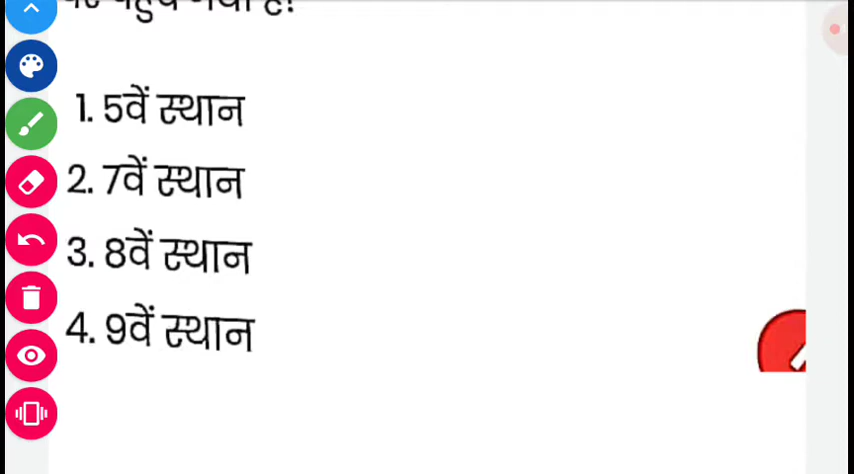 1. 5वें स्थान
2. 7वें स्थान
3. 8वें स्थान
4. 9वें स्थान